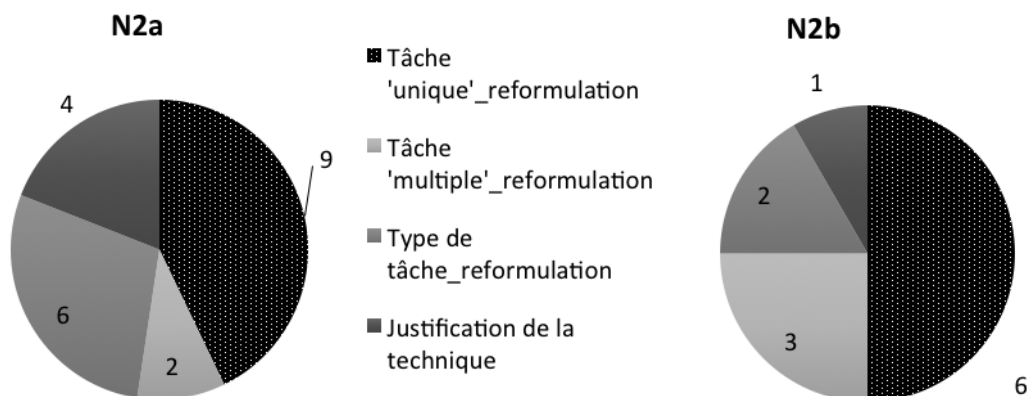 N2a
4
9
6
2
Tâche
'unique'_reformulation
Tâche
'multiple'_reformulation
Type de
tâche_reformulation
Justification de la
technique
N2b
1
2
3
6